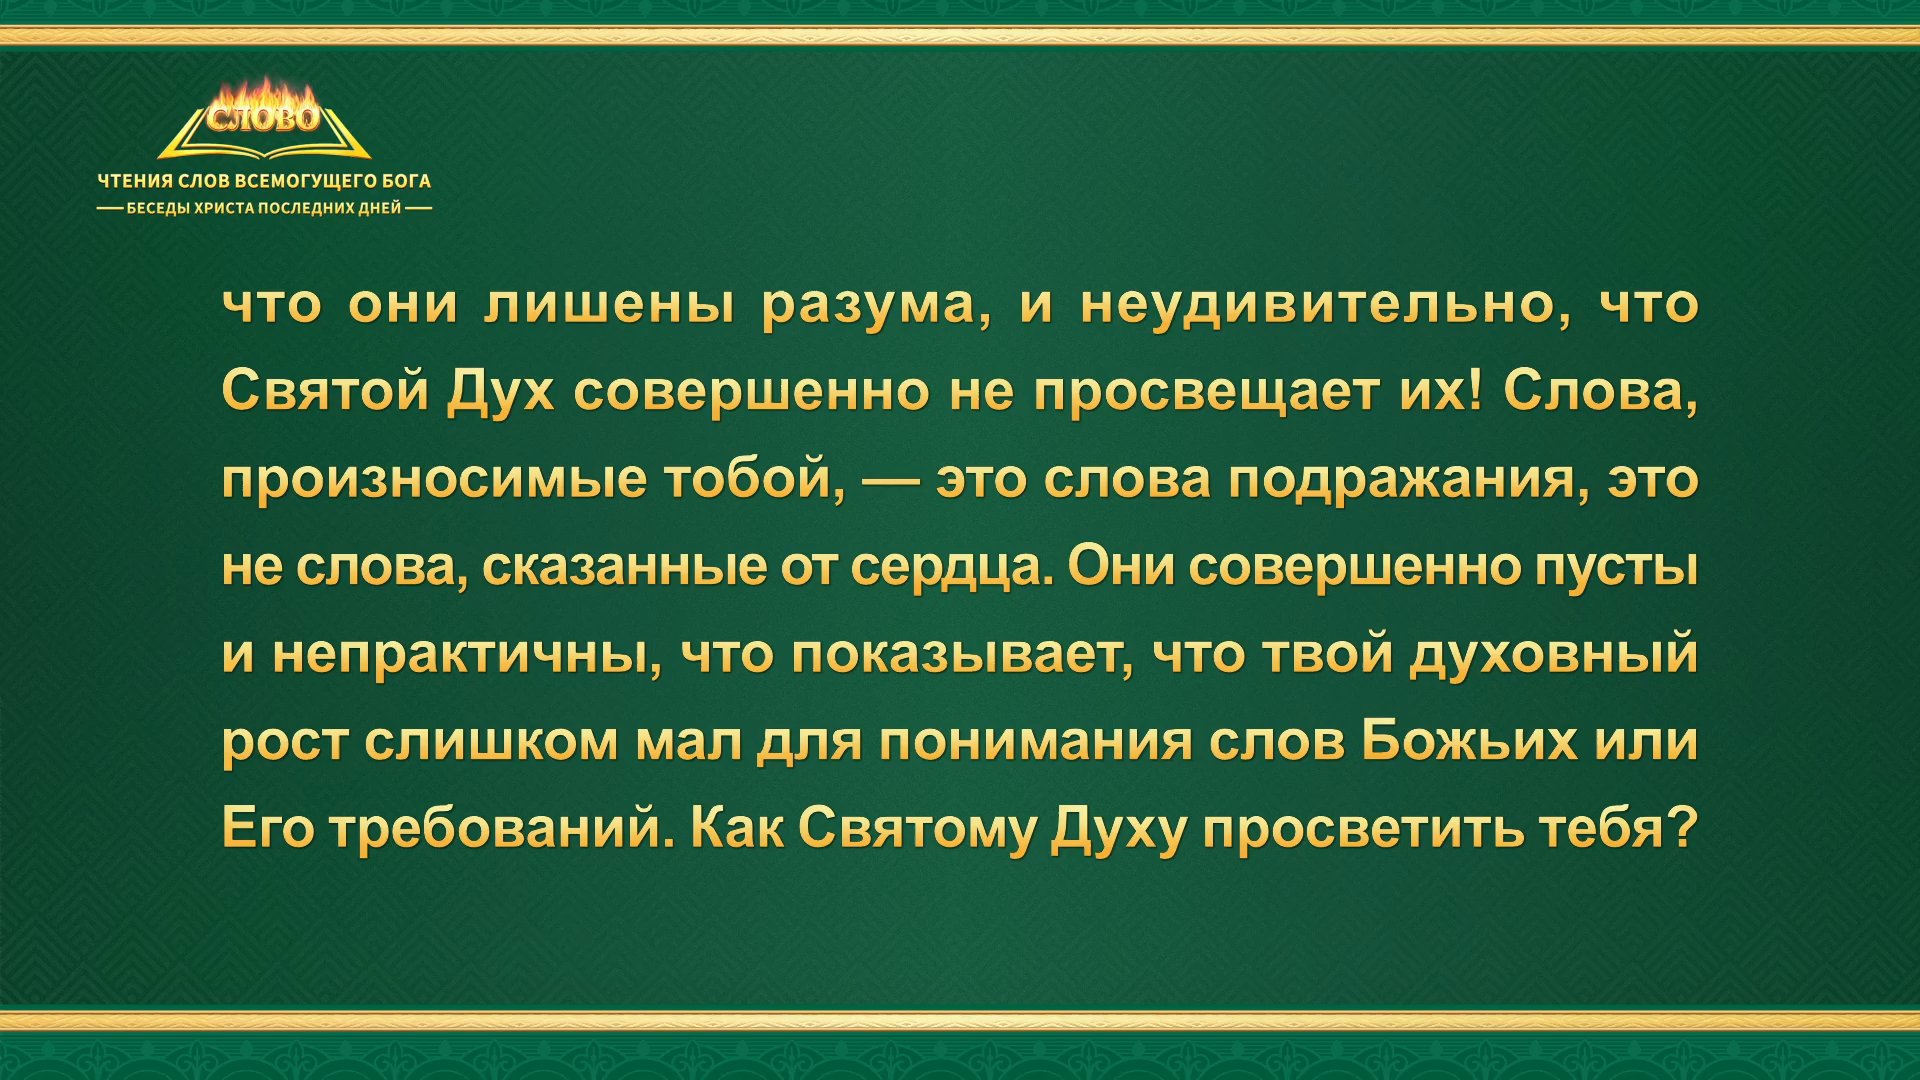 СЛОВО
ЧТЕНИЯ СЛОВ ВСЕМОГУЩЕГО БОГА
БЕСЕДЫ ХРИСТА ПОСЛЕДНИХ ДНЕЙ
что они лишены разума, и неудивительно, что
Святой Дух совершенно не просвещает их! Слова,
произносимые тобой, — это слова подражания, это
не слова, сказанные от сердца. Они совершенно пусты
и непрактичны, что показывает, что твой духовный
рост слишком мал для понимания слов Божьих или
Его требований. Как Святому Духу просветить тебя?